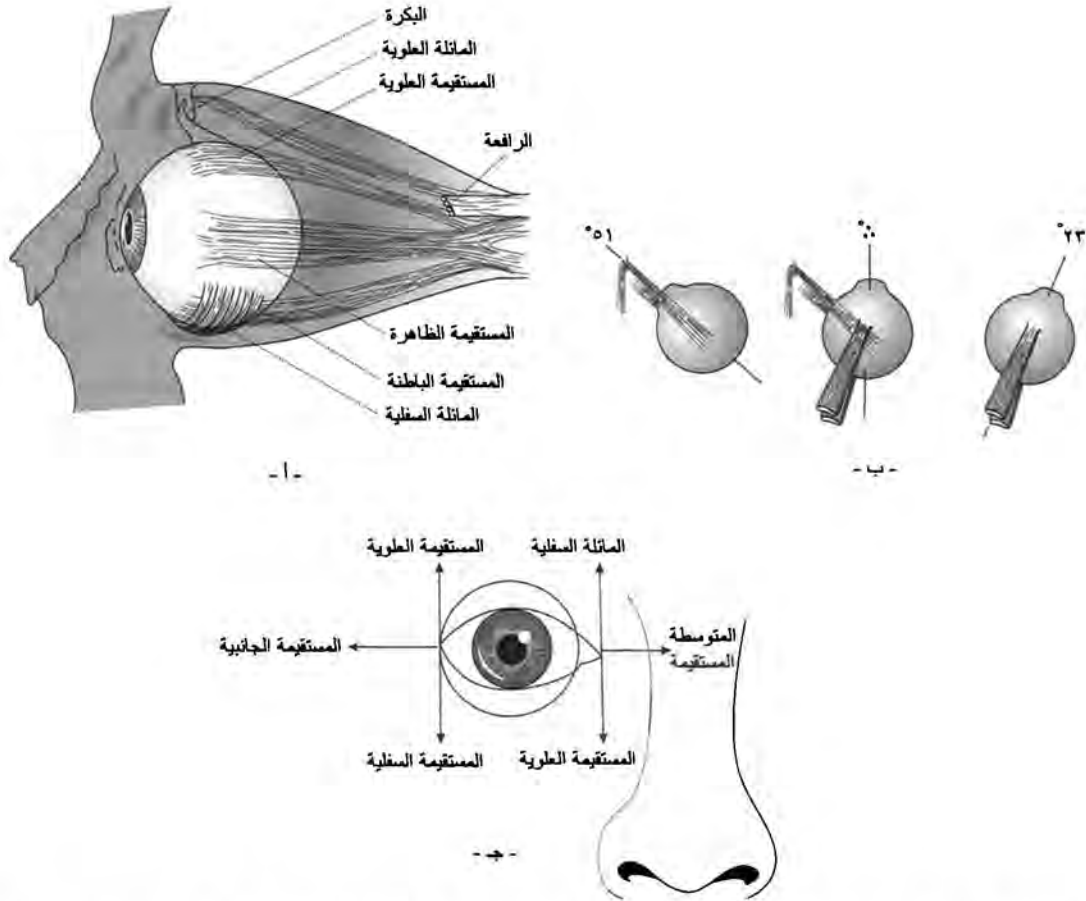 البكرة
المائلة العلوية
المستقيمة العلوية
الرافعة
المستقيمة الظاهرة
المستقيمة الباطنة
المائلة السفلية
- أ -
°٥١
°٢٣
- ب -
المستقيمة العلوية
المائلة السفلية
المستقيمة الجانبية
المتوسطة
المستقيمة
المستقيمة السفلية
المستقيمة العلوية
- جـ -